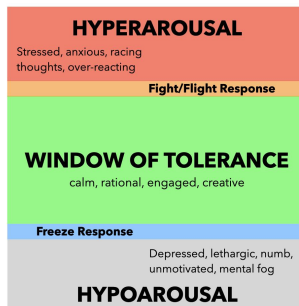 HYPERAROUSAL
Stressed, anxious, racing
thoughts, over-reacting
Fight/Flight Response
WINDOW OF TOLERANCE
calm, rational, engaged, creative
Freeze Response
Depressed, lethargic, numb,
unmotivated, mental fog
HYPOAROUSAL